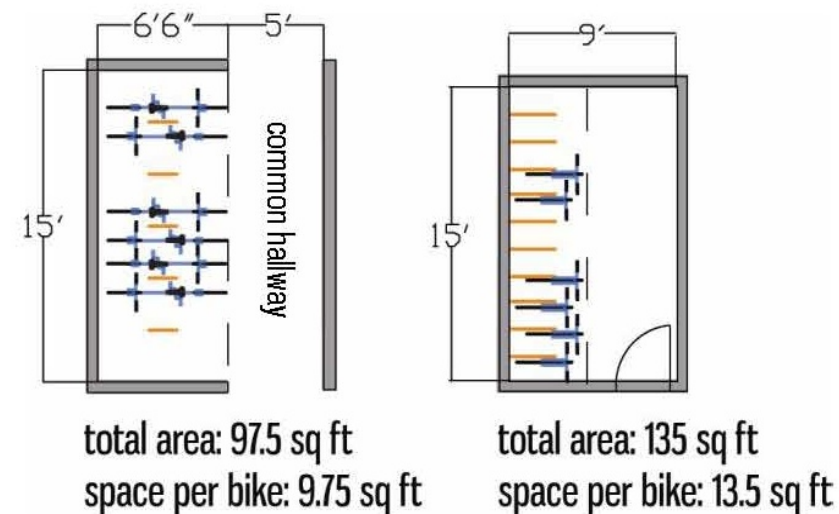 6'6"
5'
9'
15'
common hallway
15'
total area: 97.5 sq ft
space per bike: 9.75 sq ft
total area: 135 sq ft
space per bike: 13.5 sq ft